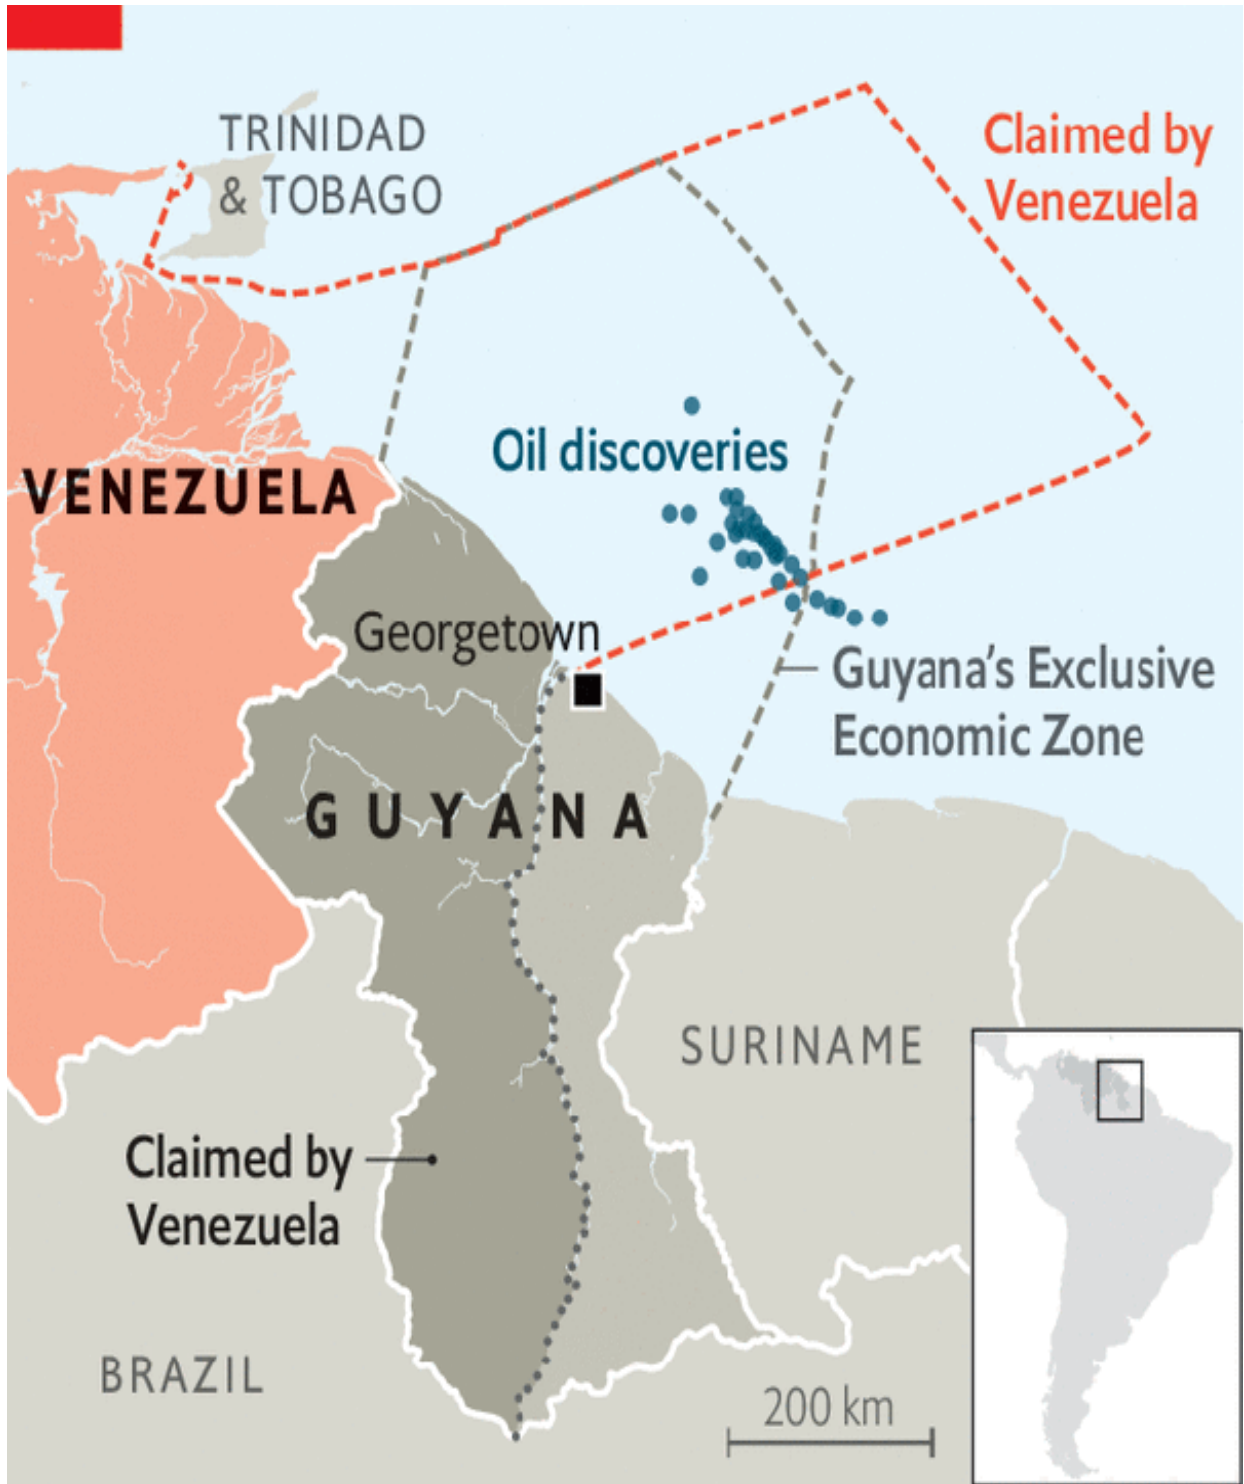 TRINIDAD
& TOBAGO
Claimed by
Venezuela
Oil discoveries
VENEZUELA
Georgetown
Guyana's Exclusive
Economic Zone
GUYANA
SURINAME
Claimed by
Venezuela
BRAZIL
200 km